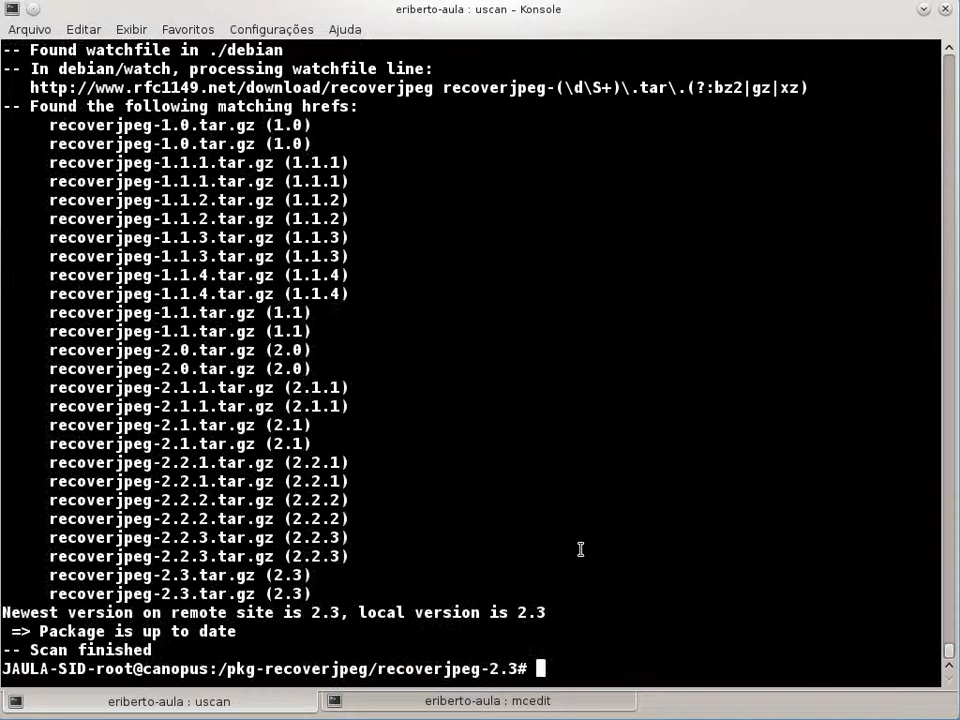 eriberto-aula : uscan – Konsole
Arquivo Editar Exibir Favoritos Configurações Ajuda
-- Found watchfile in ./debian
-- In debian/watch, processing watchfile line:
   http://www.rfc1149.net/download/recoverjpeg recoverjpeg-(\d\S+)\.tar\.(?:bz2|gz|xz)
-- Found the following matching hrefs:
     recoverjpeg-1.0.tar.gz (1.0)
     recoverjpeg-1.0.tar.gz (1.0)
     recoverjpeg-1.1.1.tar.gz (1.1.1)
     recoverjpeg-1.1.1.tar.gz (1.1.1)
     recoverjpeg-1.1.2.tar.gz (1.1.2)
     recoverjpeg-1.1.2.tar.gz (1.1.2)
     recoverjpeg-1.1.3.tar.gz (1.1.3)
     recoverjpeg-1.1.3.tar.gz (1.1.3)
     recoverjpeg-1.1.4.tar.gz (1.1.4)
     recoverjpeg-1.1.4.tar.gz (1.1.4)
     recoverjpeg-1.1.tar.gz (1.1)
     recoverjpeg-1.1.tar.gz (1.1)
     recoverjpeg-2.0.tar.gz (2.0)
     recoverjpeg-2.0.tar.gz (2.0)
     recoverjpeg-2.1.1.tar.gz (2.1.1)
     recoverjpeg-2.1.1.tar.gz (2.1.1)
     recoverjpeg-2.1.tar.gz (2.1)
     recoverjpeg-2.1.tar.gz (2.1)
     recoverjpeg-2.2.1.tar.gz (2.2.1)
     recoverjpeg-2.2.1.tar.gz (2.2.1)
     recoverjpeg-2.2.2.tar.gz (2.2.2)
     recoverjpeg-2.2.2.tar.gz (2.2.2)
     recoverjpeg-2.2.3.tar.gz (2.2.3)
     recoverjpeg-2.2.3.tar.gz (2.2.3)
     recoverjpeg-2.3.tar.gz (2.3)
     recoverjpeg-2.3.tar.gz (2.3)
Newest version on remote site is 2.3, local version is 2.3
 => Package is up to date
-- Scan finished
JAULA-SID-root@canopus:/pkg-recoverjpeg/recoverjpeg-2.3#
eriberto-aula : uscan eriberto-aula : mcedit